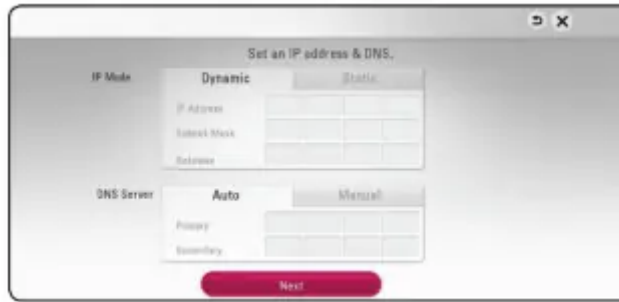 Set an IP address & DNS.
IP Mode
Dynamic Static
IP Address
Subnet Mask
Gateway
DNS Server
Auto Manual
Primary
Secondary
Next